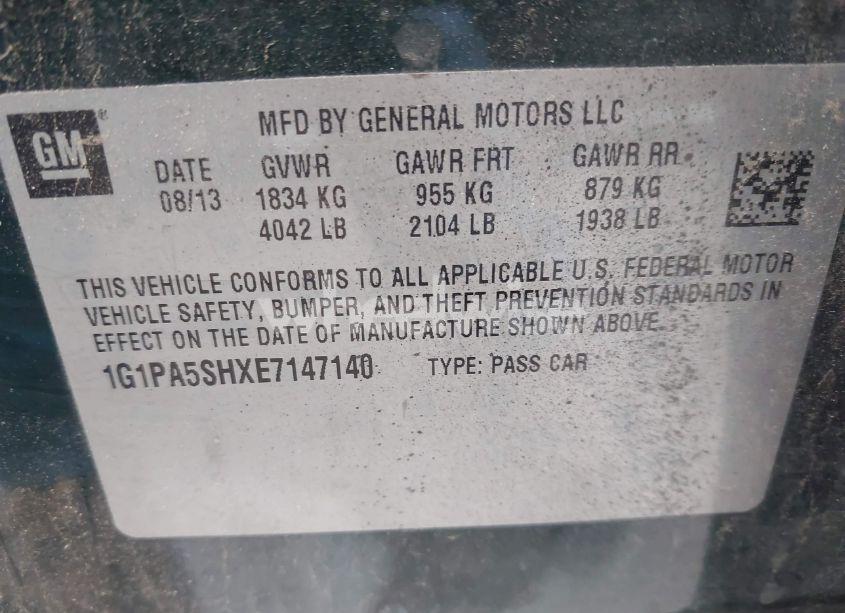 GM ®
MFD BY GENERAL MOTORS LLC
DATE GVWR GAWR FRT GAWR RR
08/13 1834 KG 955 KG 879 KG
4042 LB 2104 LB 1938 LB
THIS VEHICLE CONFORMS TO ALL APPLICABLE U.S. FEDERAL MOTOR
VEHICLE SAFETY, BUMPER, AND THEFT PREVENTION STANDARDS IN
EFFECT ON THE DATE OF MANUFACTURE SHOWN ABOVE.
1G1PA5SHXE7147140 TYPE: PASS CAR